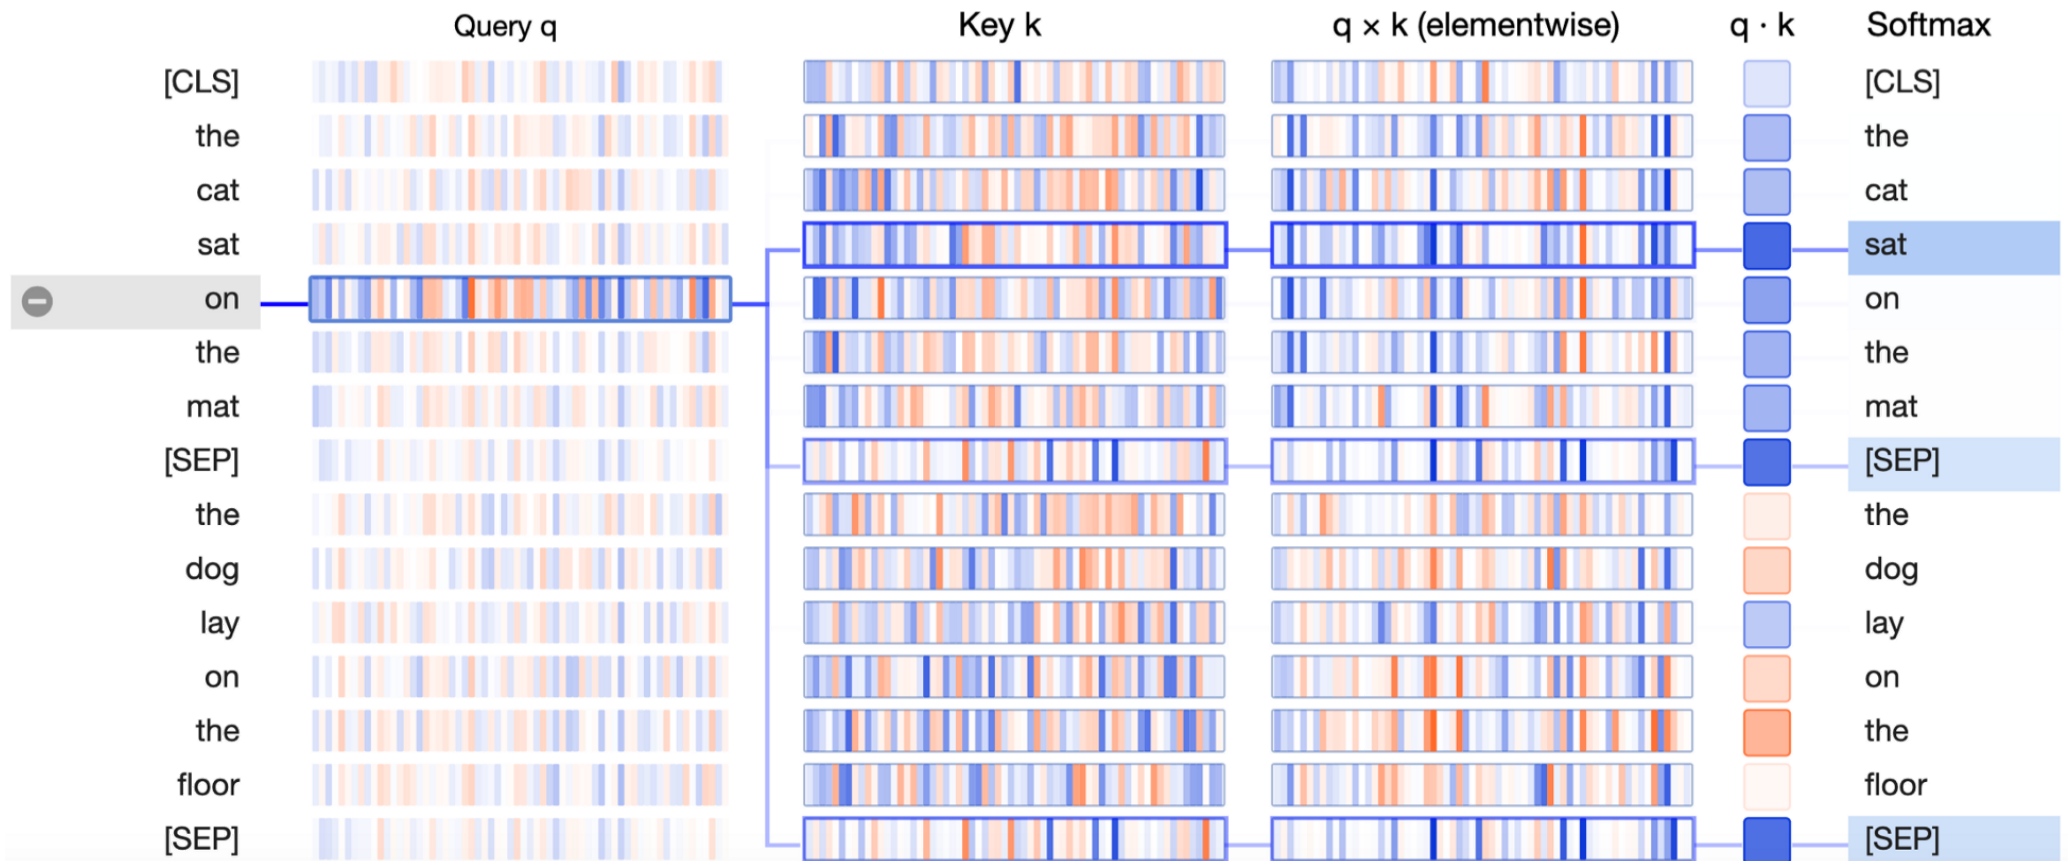 Query q Key k q × k (elementwise) q · k Softmax
[CLS] [CLS]
the the
cat cat
sat sat
on on
the the
mat mat
[SEP] [SEP]
the the
dog dog
lay lay
on on
the the
floor floor
[SEP] [SEP]